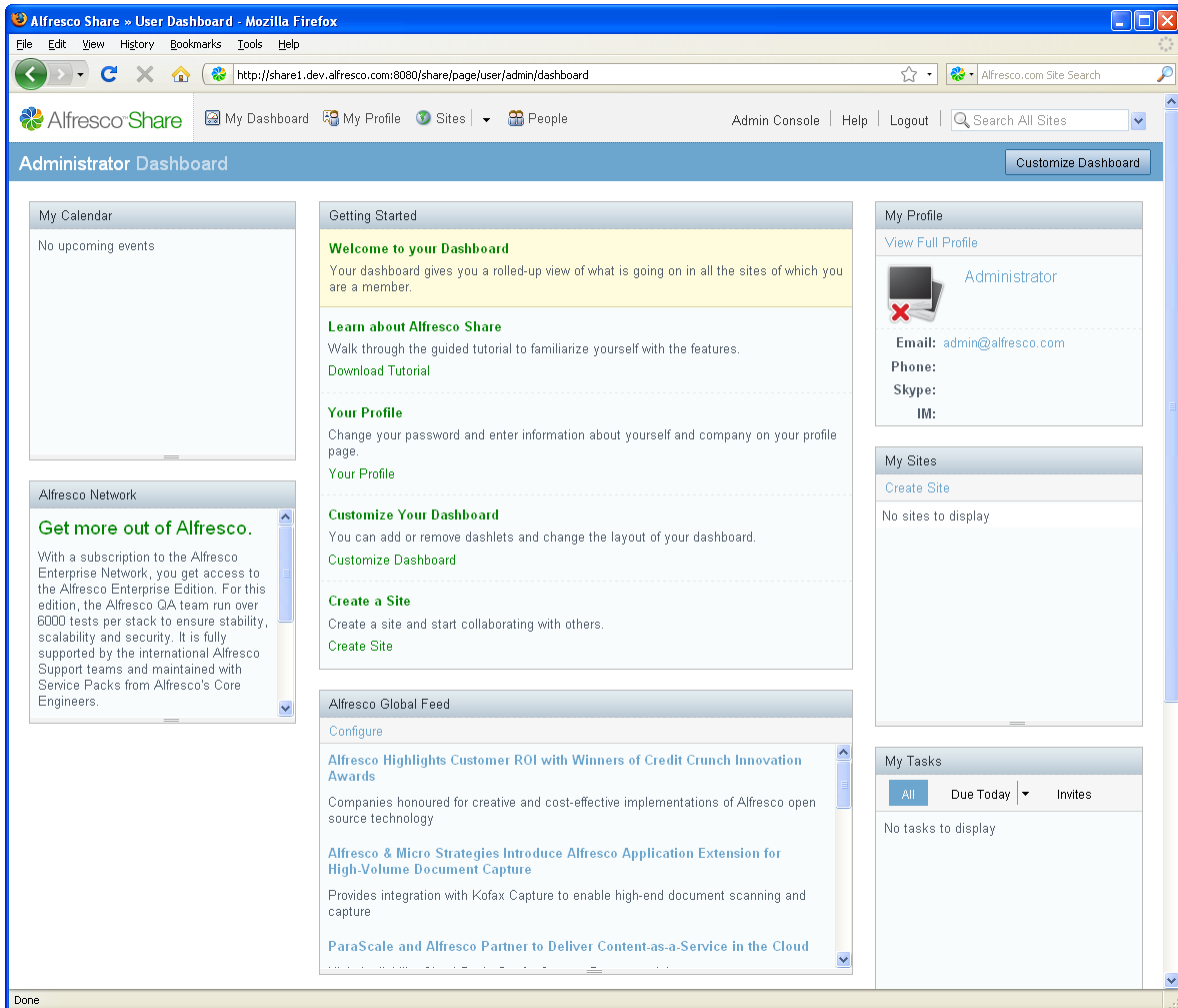 Alfresco Share » User Dashboard - Mozilla Firefox
File Edit View History Bookmarks Tools Help
http://share1.dev.alfresco.com:8080/share/page/user/admin/dashboard
Alfresco.com Site Search
Alfresco Share
My Dashboard My Profile Sites People
Admin Console Help Logout Search All Sites
Administrator Dashboard
Customize Dashboard
My Calendar
No upcoming events
Alfresco Network
Get more out of Alfresco.
With a subscription to the Alfresco
Enterprise Network, you get access to
the Alfresco Enterprise Edition. For this
edition, the Alfresco QA team run over
6000 tests per stack to ensure stability,
scalability and security. It is fully
supported by the international Alfresco
Support teams and maintained with
Service Packs from Alfresco's Core
Engineers.
Getting Started
Welcome to your Dashboard
Your dashboard gives you a rolled-up view of what is going on in all the sites of which you
are a member.
Learn about Alfresco Share
Walk through the guided tutorial to familiarize yourself with the features.
Download Tutorial
Your Profile
Change your password and enter information about yourself and company on your profile
page.
Your Profile
Customize Your Dashboard
You can add or remove dashlets and change the layout of your dashboard.
Customize Dashboard
Create a Site
Create a site and start collaborating with others.
Create Site
Alfresco Global Feed
Configure
Alfresco Highlights Customer ROI with Winners of Credit Crunch Innovation
Awards
Companies honoured for creative and cost-effective implementations of Alfresco open
source technology
Alfresco & Micro Strategies Introduce Alfresco Application Extension for
High-Volume Document Capture
Provides integration with Kofax Capture to enable high-end document scanning and
capture
ParaScale and Alfresco Partner to Deliver Content-as-a-Service in the Cloud
My Profile
View Full Profile
Administrator
Email: admin@alfresco.com
Phone:
Skype:
IM:
My Sites
Create Site
No sites to display
My Tasks
All Due Today Invites
No tasks to display
Done